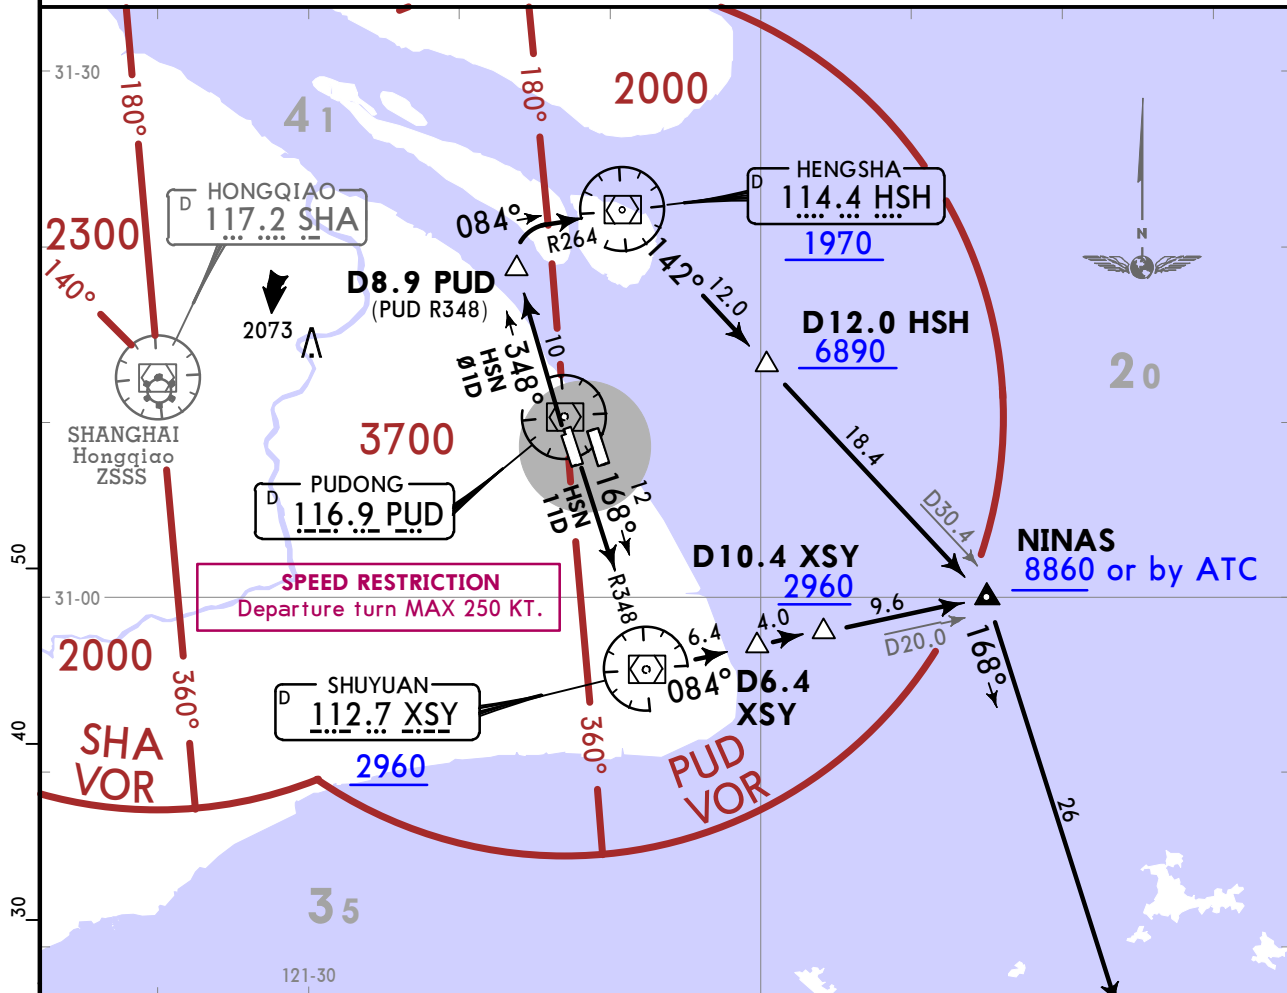 31-30
180°
41
180°
2000
HENGSHA
D
114.4 HSH
1970
HONGQIAO
D
117.2 SHA
2300
140°
084°
R264
N
D8.9 PUD
(PUD R348)
142°
12.0
2073
D12.0 HSH
6890
20
10
348°
HSN
Ø1D
SHANGHAI
Hongqiao
ZSSS
3700
18.4
PUDONG
D
116.9 PUD
HSN
11D
168°
12
D30.4
50
SPEED RESTRICTION
Departure turn MAX 250 KT.
R348
D10.4 XSY
2960
NINAS
8860 or by ATC
31-00
2000
6.4
4.0
9.6
D20.0
168°
SHUYUAN
D
112.7 XSY
2960
084°
D6.4
XSY
360°
360°
40
SHA
VOR
PUD
VOR
26
30
35
121-30